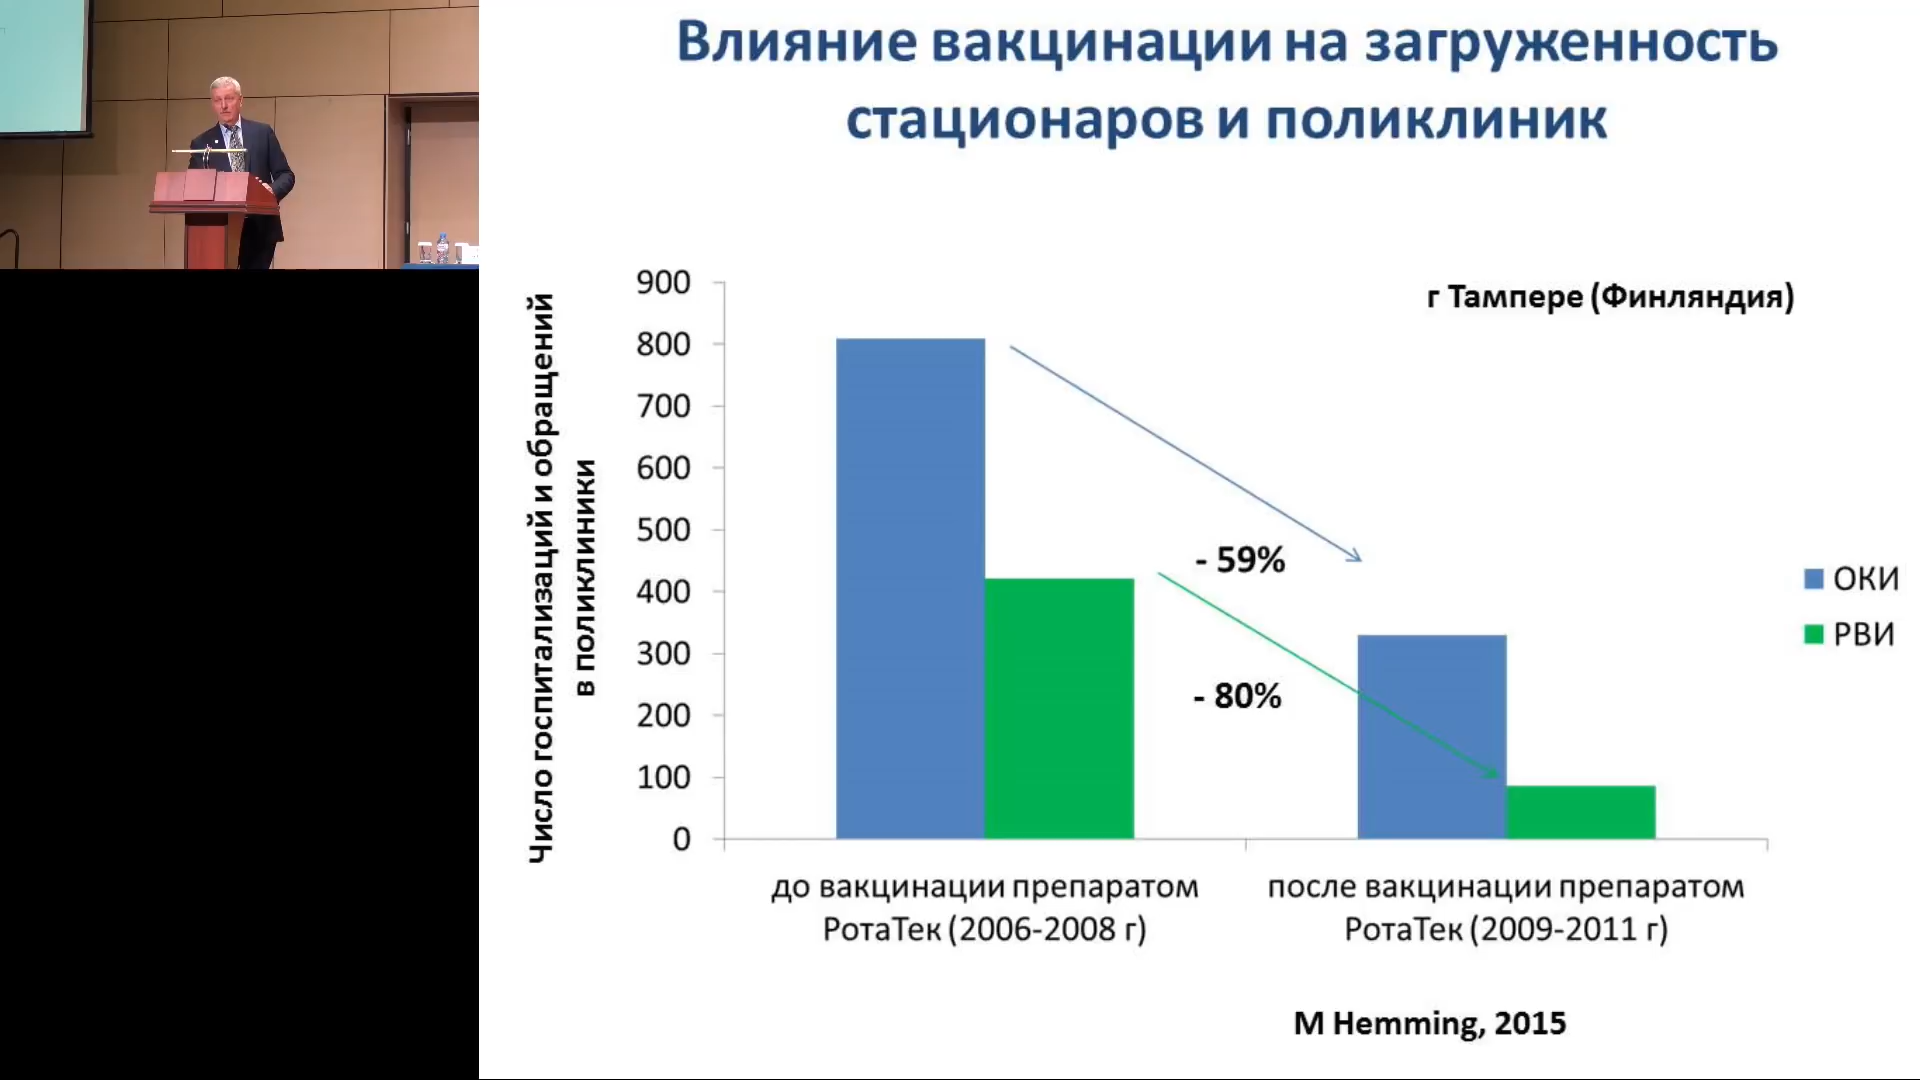 Влияние вакцинации на загруженность
стационаров и поликлиник
г Тампере (Финляндия)
Число госпитализаций и обращений
в поликлиники
900
800
700
600
500
400
300
200
100
0
- 59%
- 80%
ОКИ
РВИ
до вакцинации препаратом
РотаТек (2006-2008 г)
после вакцинации препаратом
РотаТек (2009-2011 г)
M Hemming, 2015